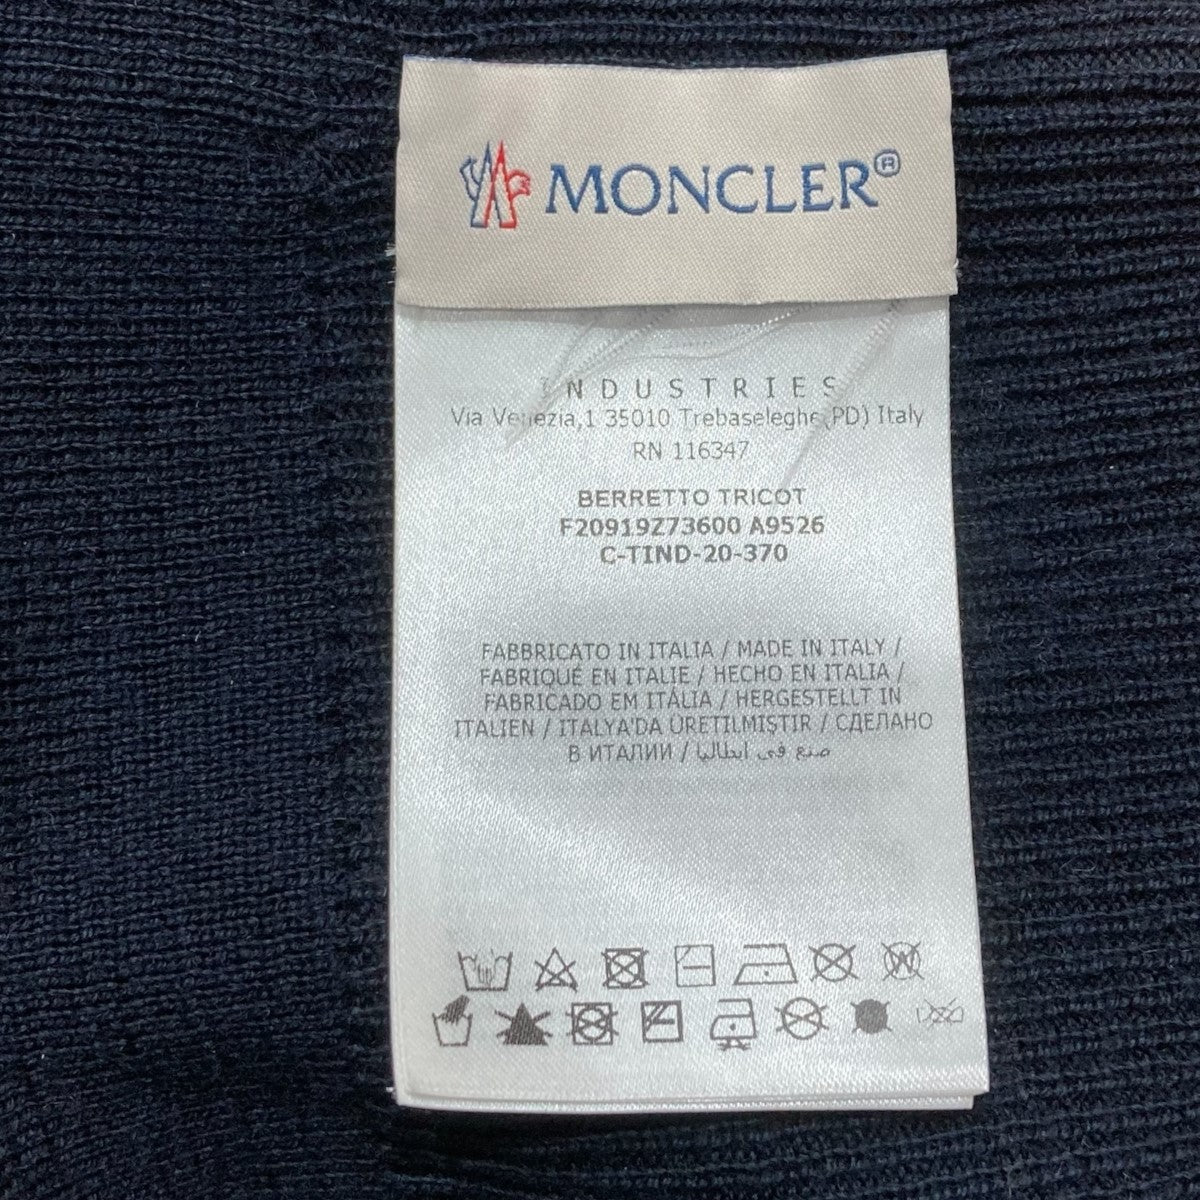 MONCLER®
INDUSTRIES
Via Venezia,1 35010 Trebaseleghe (PD) Italy
RN 116347
BERRETTO TRICOT
F20919Z73600 A9526
C-TIND-20-370
FABBRICATO IN ITALIA / MADE IN ITALY /
FABRIQUÉ EN ITALIE / HECHO EN ITALIA /
FABRICADO EM ITÁLIA / HERGESTELLT IN
ITALIEN / ITALYA'DA ÜRETILMIŞTIR / СДЕЛАНО
В ИТАЛИИ / صنع في ايطاليا
W